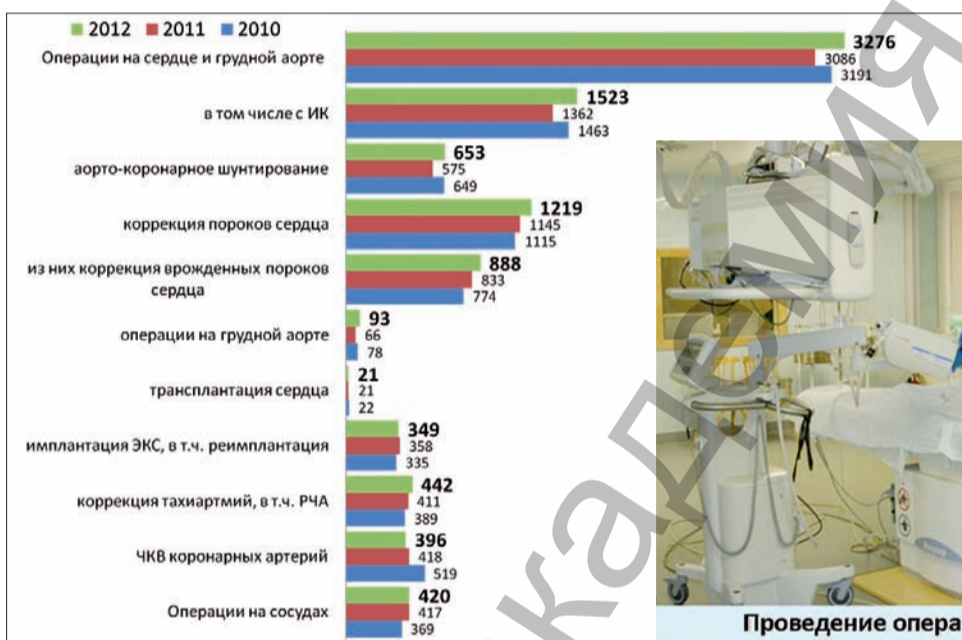 2012 2011 2010
Операции на сердце и грудной аорте
3276
3086
3191
в том числе с ИК
1523
1362
1463
аорто-коронарное шунтирование
653
575
649
коррекция пороков сердца
1219
1145
1115
из них коррекция врожденных пороков
сердца
888
833
774
операции на грудной аорте
93
66
78
трансплантация сердца
21
21
22
имплантация ЭКС, в т.ч. реимплантация
349
358
335
коррекция тахиартмий, в т.ч. РЧА
442
411
389
ЧКВ коронарных артерий
396
418
519
Операции на сосудах
420
417
369
Проведение опера
кадемия